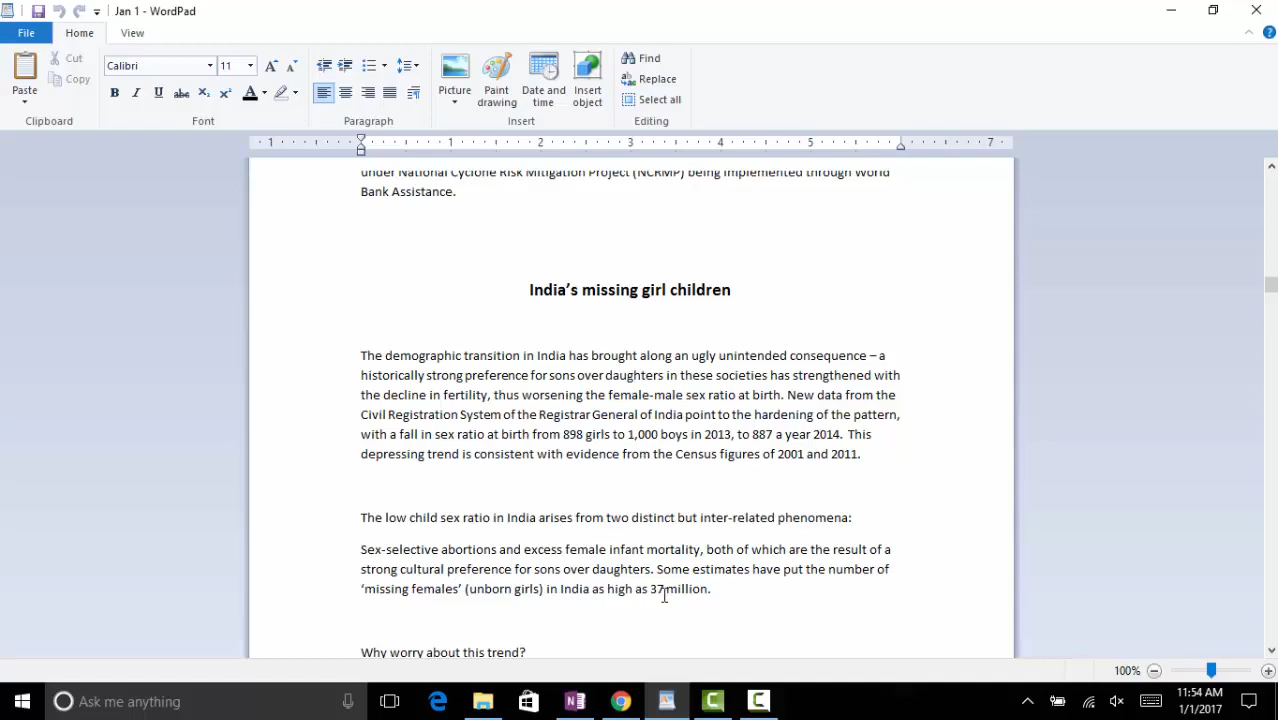 Jan 1 - WordPad
File Home View
Cut
Calibri 11 Find
Copy Replace
Paste Picture Paint drawing Date and time Insert object Select all
Clipboard Font Paragraph Insert Editing
1 1 2 3 4 5 7
under National Cyclone Risk Mitigation Project (NCRMP) being implemented through World
Bank Assistance.
India's missing girl children
The demographic transition in India has brought along an ugly unintended consequence – a
historically strong preference for sons over daughters in these societies has strengthened with
the decline in fertility, thus worsening the female-male sex ratio at birth. New data from the
Civil Registration System of the Registrar General of India point to the hardening of the pattern,
with a fall in sex ratio at birth from 898 girls to 1,000 boys in 2013, to 887 a year 2014. This
depressing trend is consistent with evidence from the Census figures of 2001 and 2011.
The low child sex ratio in India arises from two distinct but inter-related phenomena:
Sex-selective abortions and excess female infant mortality, both of which are the result of a
strong cultural preference for sons over daughters. Some estimates have put the number of
‘missing females’ (unborn girls) in India as high as 37 million.
Why worry about this trend?
100%
Ask me anything
11:54 AM
1/1/2017